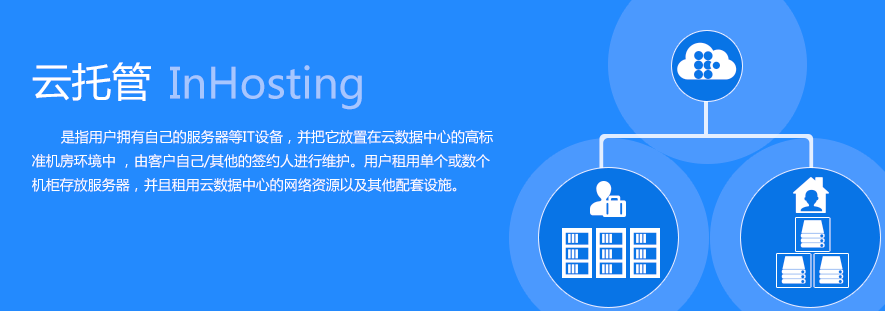 云托管 InHosting
是指用户拥有自己的服务器等IT设备，并把它放置在云数据中心的高标
准机房环境中 ，由客户自己/其他的签约人进行维护。用户租用单个或数个
机柜存放服务器，并且租用云数据中心的网络资源以及其他配套设施。